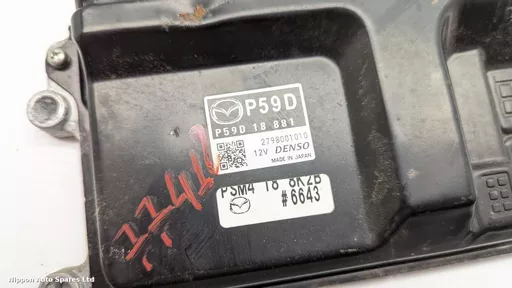 P59D
P59D 18 881
2798001010
12V DENSO
MADE IN JAPAN
PSM4 18 8K2B
#6643
Nippon Auto Spares Ltd